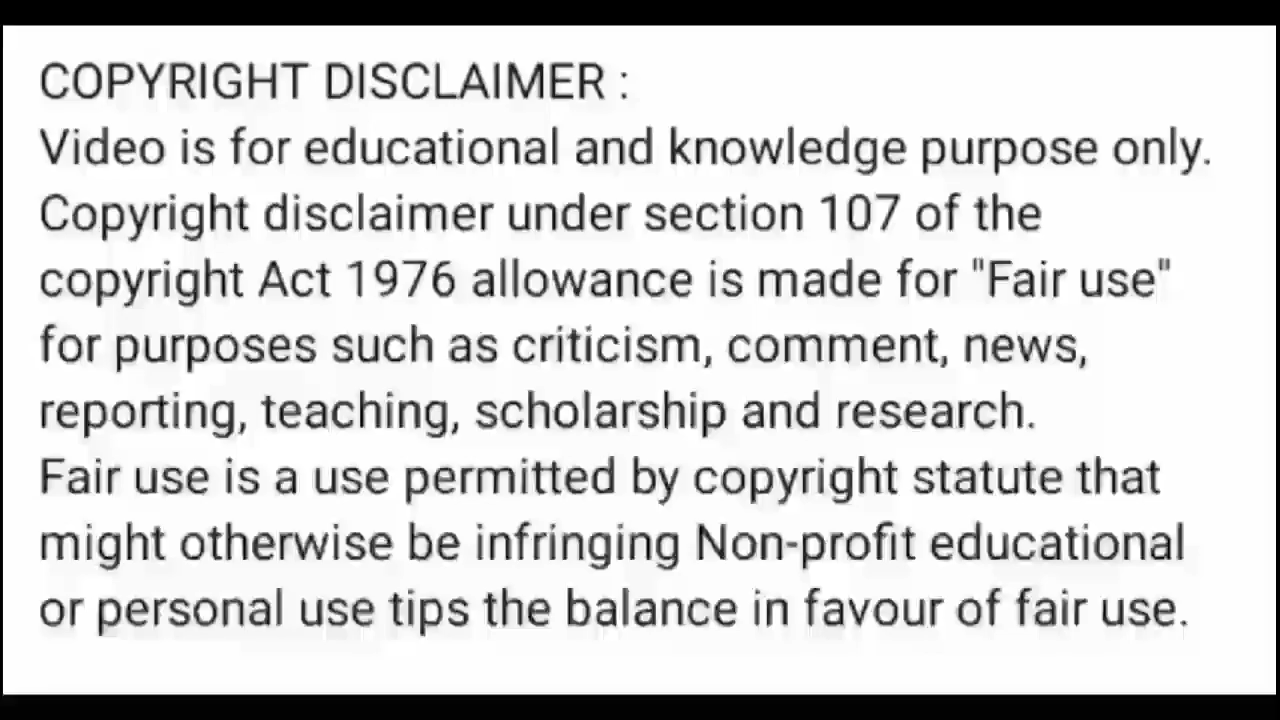 COPYRIGHT DISCLAIMER :
Video is for educational and knowledge purpose only.
Copyright disclaimer under section 107 of the
copyright Act 1976 allowance is made for "Fair use"
for purposes such as criticism, comment, news,
reporting, teaching, scholarship and research.
Fair use is a use permitted by copyright statute that
might otherwise be infringing Non-profit educational
or personal use tips the balance in favour of fair use.